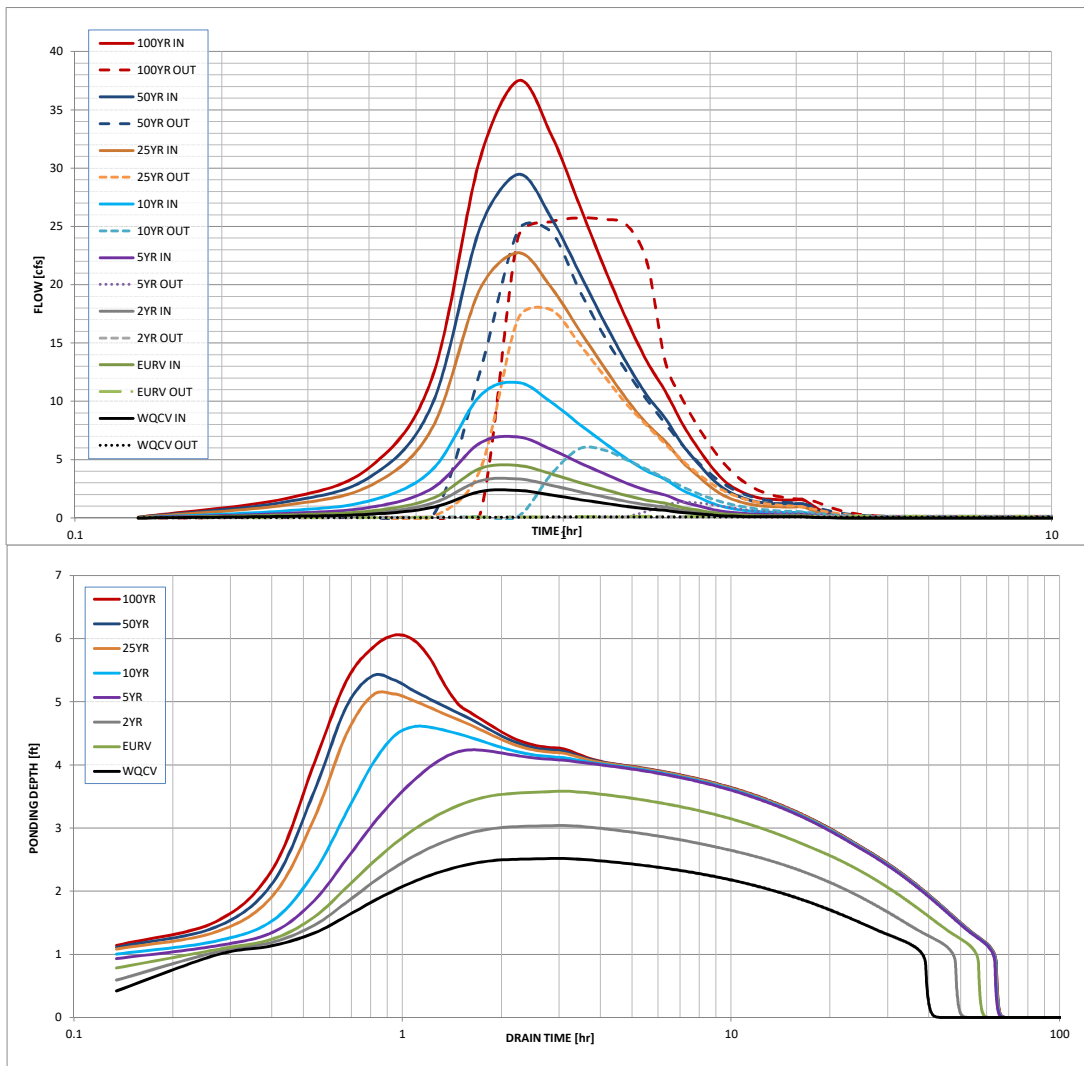 40
35
30
25
20
15
10
5
0
FLOW [cfs]
100YR IN
100YR OUT
50YR IN
50YR OUT
25YR IN
25YR OUT
10YR IN
10YR OUT
5YR IN
5YR OUT
2YR IN
2YR OUT
EURV IN
EURV OUT
WQCV IN
WQCV OUT
0.1
1
10
TIME [hr]
7
6
5
4
3
2
1
0
PONDING DEPTH [ft]
100YR
50YR
25YR
10YR
5YR
2YR
EURV
WQCV
0.1
1
10
100
DRAIN TIME [hr]